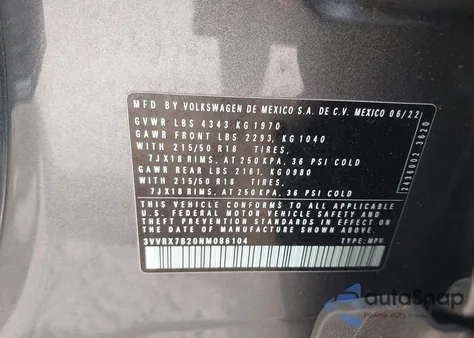 MFD BY VOLKSWAGEN DE MEXICO S.A. DE C.V. MEXICO 06/22
GVWR LBS 4343 KG 1970
GAWR FRONT LBS 2293, KG 1040
WITH 215/50 R18 TIRES,
7JX18 RIMS, AT 250 KPA, 36 PSI COLD
GAWR REAR LBS 2161, KG0980
WITH 215/50 R18 TIRES,
7JX18 RIMS, AT 250 KPA, 36 PSI COLD
THIS VEHICLE CONFORMS TO ALL APPLICABLE
U.S. FEDERAL MOTOR VEHICLE SAFETY AND THEFT
PREVENTION STANDARDS IN EFFECT ON THE
DATE OF MANUFACTURE SHOWN ABOVE.
3VVRX7B20NM086104 TYPE: MPV
2436002 3620
autoSnap